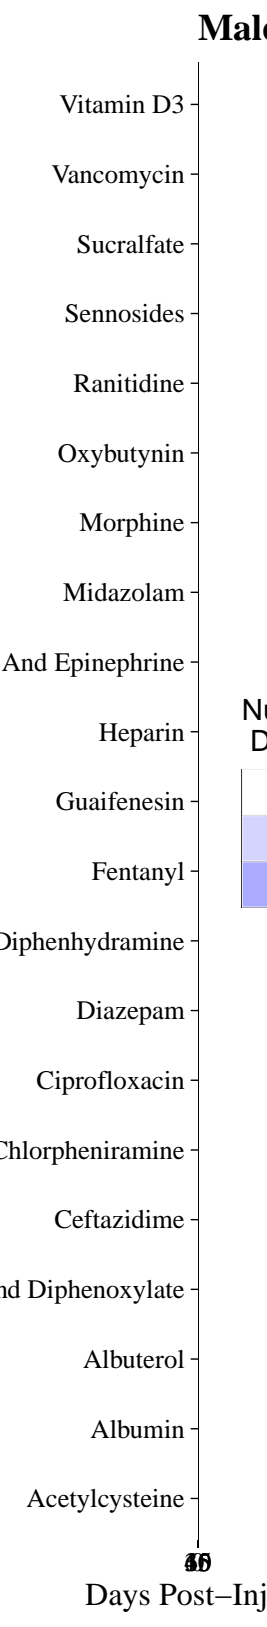 Male
Vitamin D3
Vancomycin
Sucralfate
Sennosides
Ranitidine
Oxybutynin
Morphine
Midazolam
And Epinephrine
Heparin
Guaifenesin
Fentanyl
Diphenhydramine
Diazepam
Ciprofloxacin
Chlorpheniramine
Ceftazidime
nd Diphenoxylate
Albuterol
Albumin
Acetylcysteine
Days Post−Inj